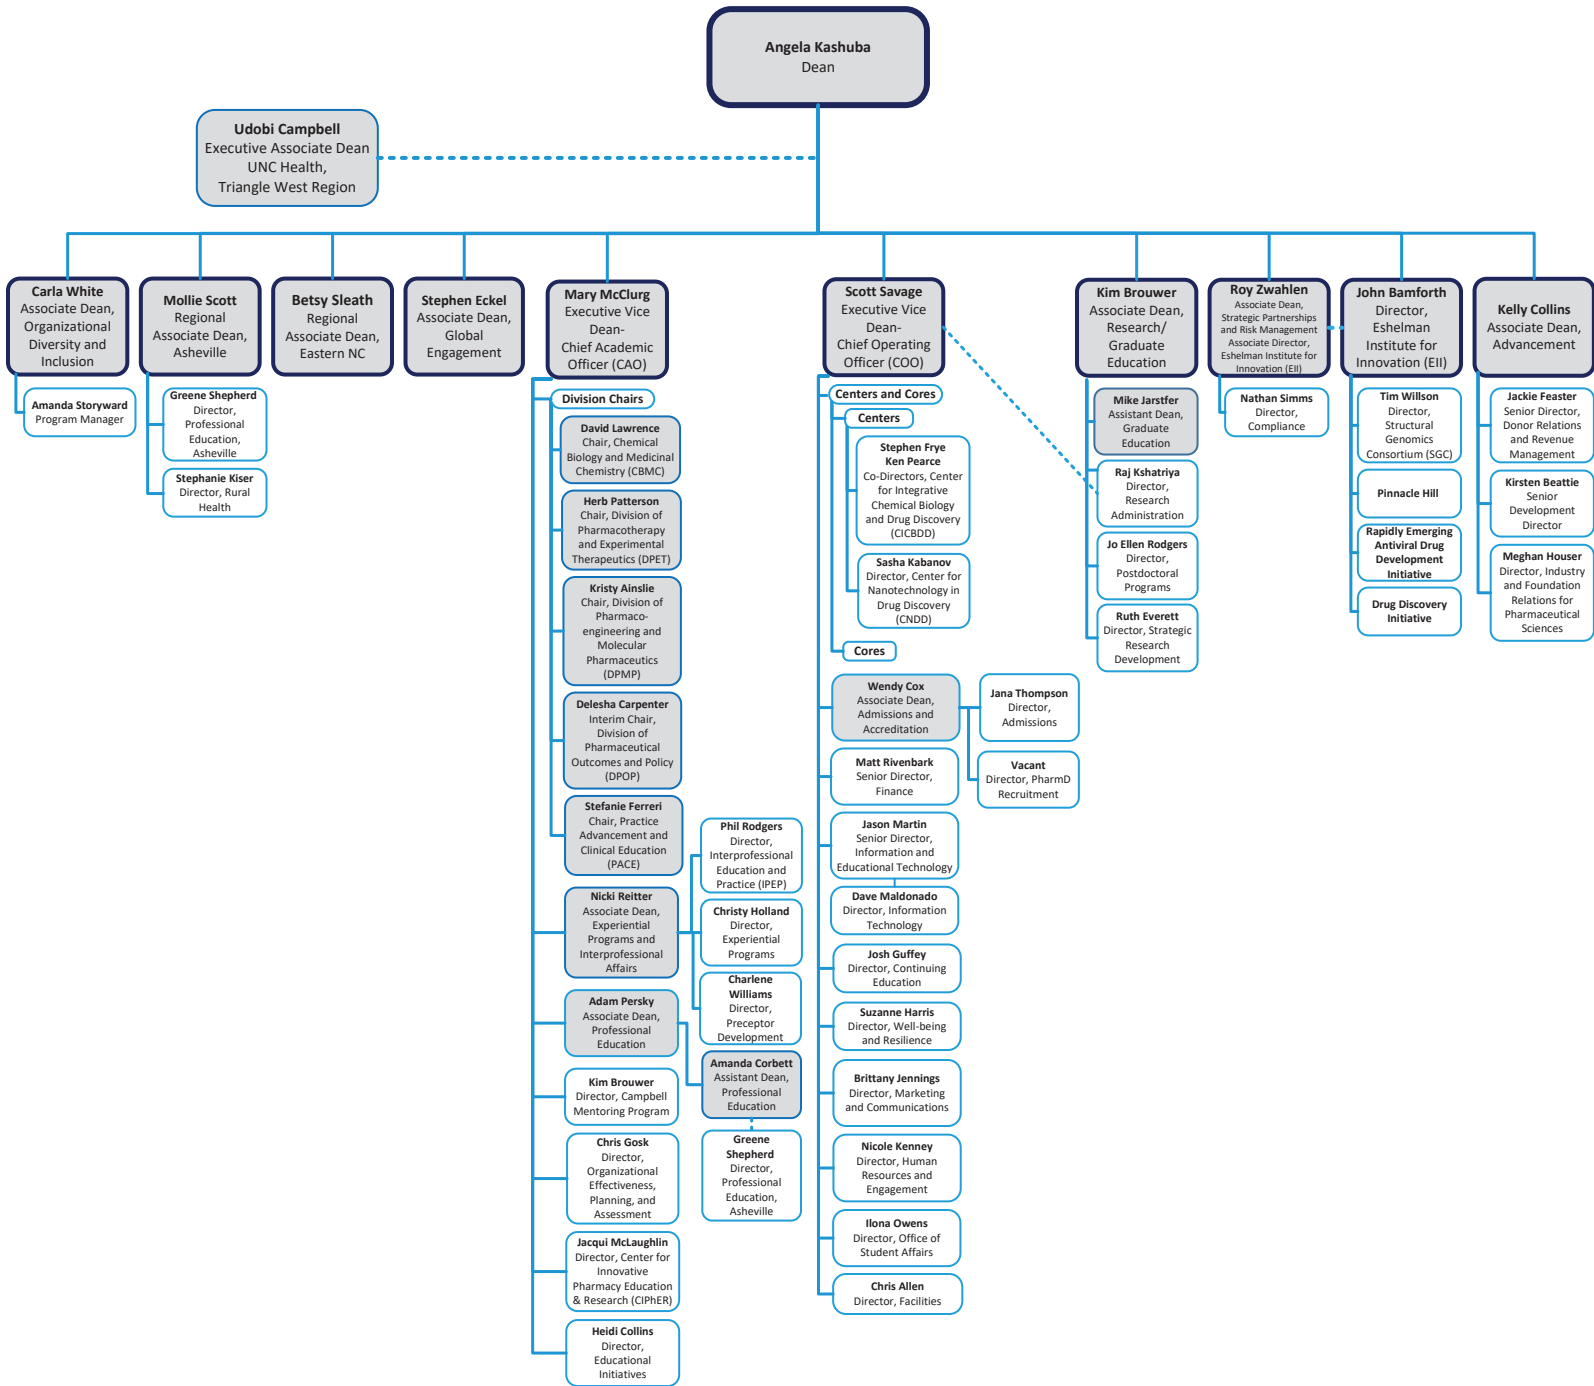 Angela Kashuba
Dean
Udobi Campbell
Executive Associate Dean
UNC Health,
Triangle West Region
Carla White
Associate Dean,
Organizational
Diversity and
Inclusion
Amanda Storyward
Program Manager
Mollie Scott
Regional
Associate Dean,
Asheville
Greene Shepherd
Director,
Professional
Education,
Asheville
Stephanie Kiser
Director, Rural
Health
Betsy Sleath
Regional
Associate Dean,
Eastern NC
Stephen Eckel
Associate Dean,
Global
Engagement
Mary McClurg
Executive Vice
Dean-
Chief Academic
Officer (CAO)
Division Chairs
David Lawrence
Chair, Chemical
Biology and Medicinal
Chemistry (CBMC)
Herb Patterson
Chair, Division of
Pharmacotherapy
and Experimental
Therapeutics (DPET)
Kristy Ainslie
Chair, Division of
Pharmaco-
engineering and
Molecular
Pharmaceutics
(DPMP)
Delesha Carpenter
Interim Chair,
Division of
Pharmaceutical
Outcomes and Policy
(DPOP)
Stefanie Ferreri
Chair, Practice
Advancement and
Clinical Education
(PACE)
Nicki Reitter
Associate Dean,
Experiential
Programs and
Interprofessional
Affairs
Phil Rodgers
Director,
Interprofessional
Education and
Practice (IPEP)
Christy Holland
Director,
Experiential
Programs
Charlene
Williams
Director,
Preceptor
Development
Adam Persky
Associate Dean,
Professional
Education
Amanda Corbett
Assistant Dean,
Professional
Education
Greene
Shepherd
Director,
Professional
Education,
Asheville
Kim Brouwer
Director, Campbell
Mentoring Program
Chris Gosk
Director,
Organizational
Effectiveness,
Planning, and
Assessment
Jacqui McLaughlin
Director, Center for
Innovative
Pharmacy Education
& Research (CIPhER)
Heidi Collins
Director,
Educational
Initiatives
Scott Savage
Executive Vice
Dean-
Chief Operating
Officer (COO)
Centers and Cores
Centers
Stephen Frye
Ken Pearce
Co-Directors, Center
for Integrative
Chemical Biology
and Drug Discovery
(CICBDD)
Sasha Kabanov
Director, Center for
Nanotechnology in
Drug Discovery
(CNDD)
Cores
Wendy Cox
Associate Dean,
Admissions and
Accreditation
Jana Thompson
Director,
Admissions
Vacant
Director, PharmD
Recruitment
Matt Rivenbark
Senior Director,
Finance
Jason Martin
Senior Director,
Information and
Educational Technology
Dave Maldonado
Director, Information
Technology
Josh Guffey
Director, Continuing
Education
Suzanne Harris
Director, Well-being
and Resilience
Brittany Jennings
Director, Marketing
and Communications
Nicole Kenney
Director, Human
Resources and
Engagement
Ilona Owens
Director, Office of
Student Affairs
Chris Allen
Director, Facilities
Kim Brouwer
Associate Dean,
Research/
Graduate
Education
Mike Jarstfer
Assistant Dean,
Graduate
Education
Raj Kshatriya
Director,
Research
Administration
Jo Ellen Rodgers
Director,
Postdoctoral
Programs
Ruth Everett
Director, Strategic
Research
Development
Roy Zwahlen
Associate Dean,
Strategic Partnerships
and Risk Management
Associate Director,
Eshelman Institute for
Innovation (EII)
Nathan Simms
Director,
Compliance
John Bamforth
Director,
Eshelman
Institute for
Innovation (EII)
Tim Willson
Director,
Structural
Genomics
Consortium (SGC)
Pinnacle Hill
Rapidly Emerging
Antiviral Drug
Development
Initiative
Drug Discovery
Initiative
Kelly Collins
Associate Dean,
Advancement
Jackie Feaster
Senior Director,
Donor Relations
and Revenue
Management
Kirsten Beattie
Senior
Development
Director
Meghan Houser
Director, Industry
and Foundation
Relations for
Pharmaceutical
Sciences